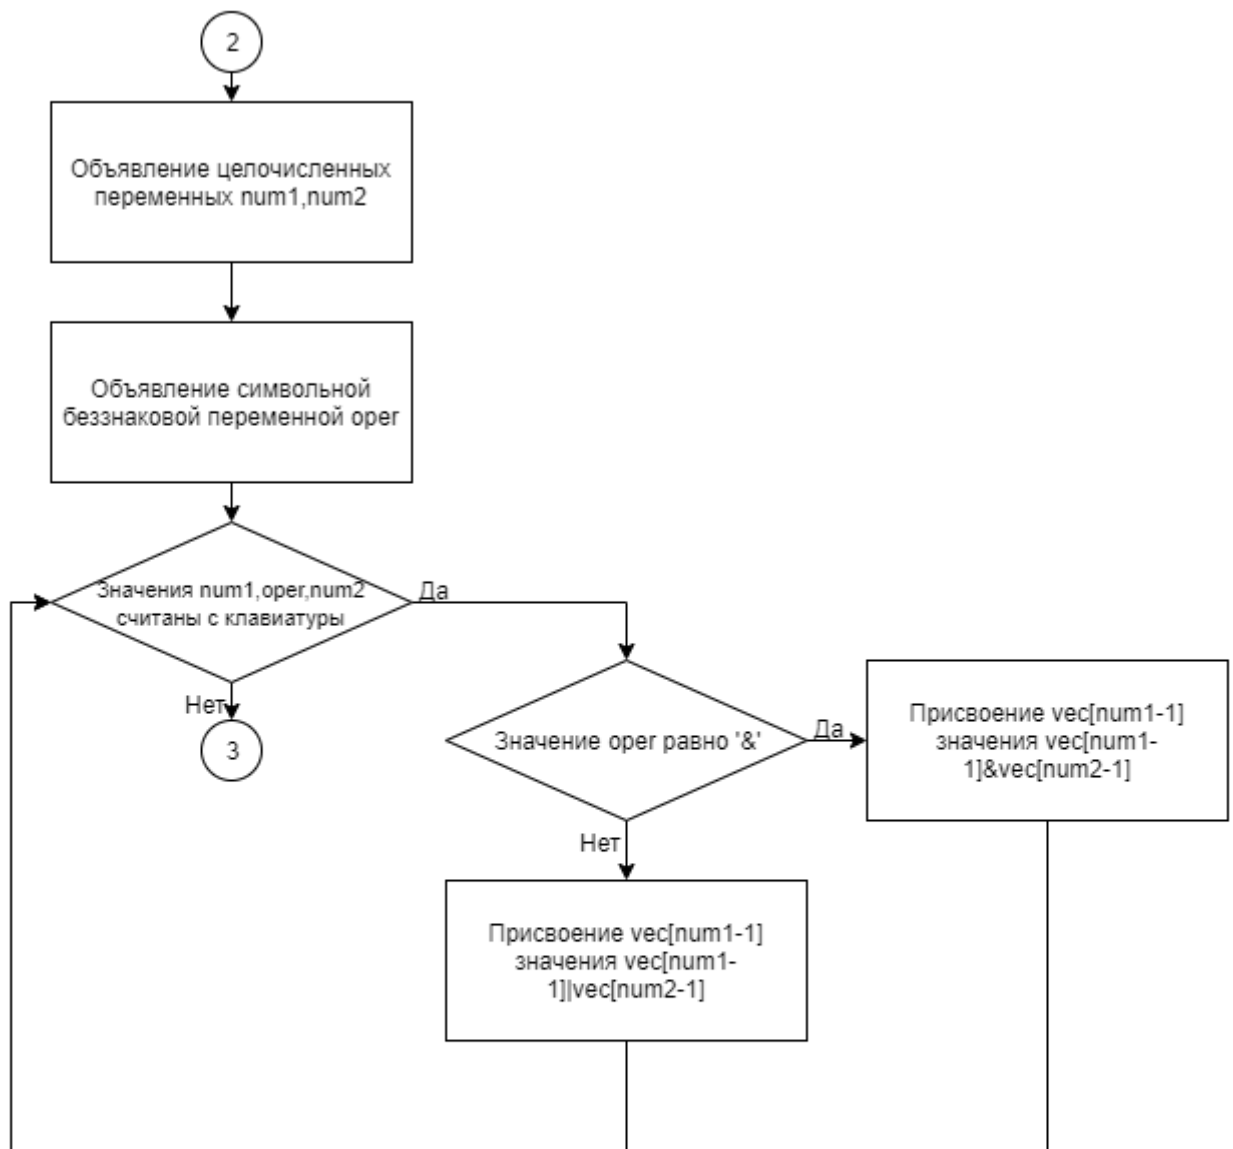 2
Объявление целочисленных
переменных num1,num2
Объявление символьной
беззнаковой переменной oper
Значения num1,oper,num2
считаны с клавиатуры
Да
Нет
3
Значение oper равно '&'
Да
Присвоение vec[num1-1]
значения vec[num1-
1]&vec[num2-1]
Нет
Присвоение vec[num1-1]
значения vec[num1-
1]|vec[num2-1]